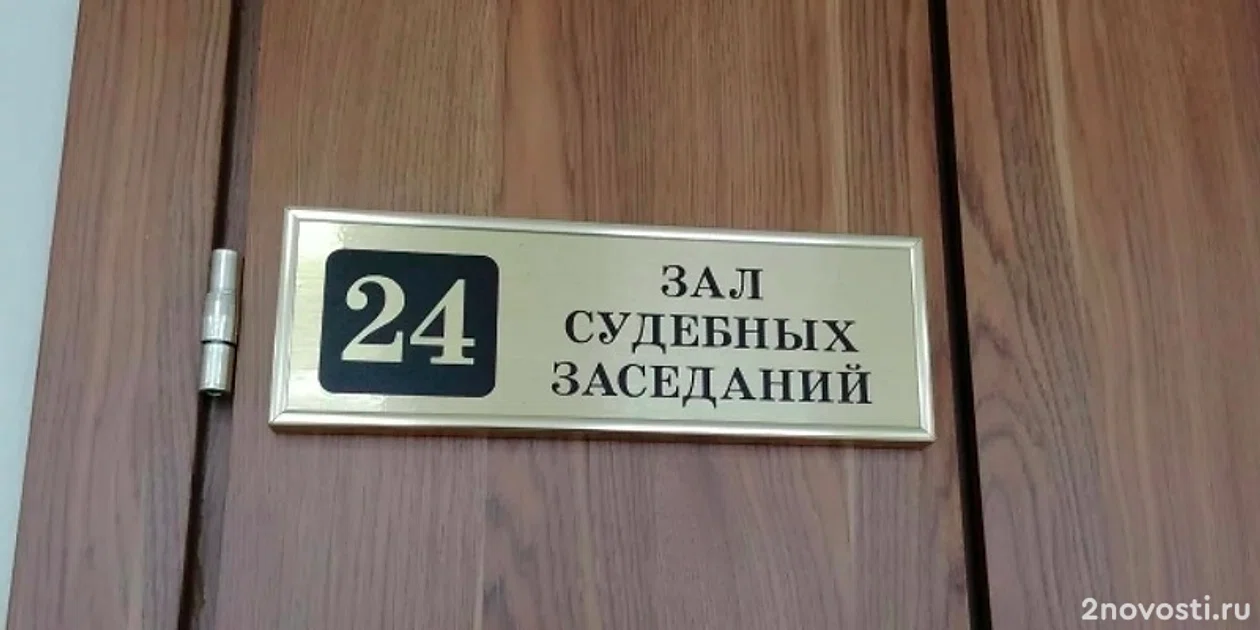 24
ЗАЛ
СУДЕБНЫХ
ЗАСЕДАНИЙ
2novosti.ru